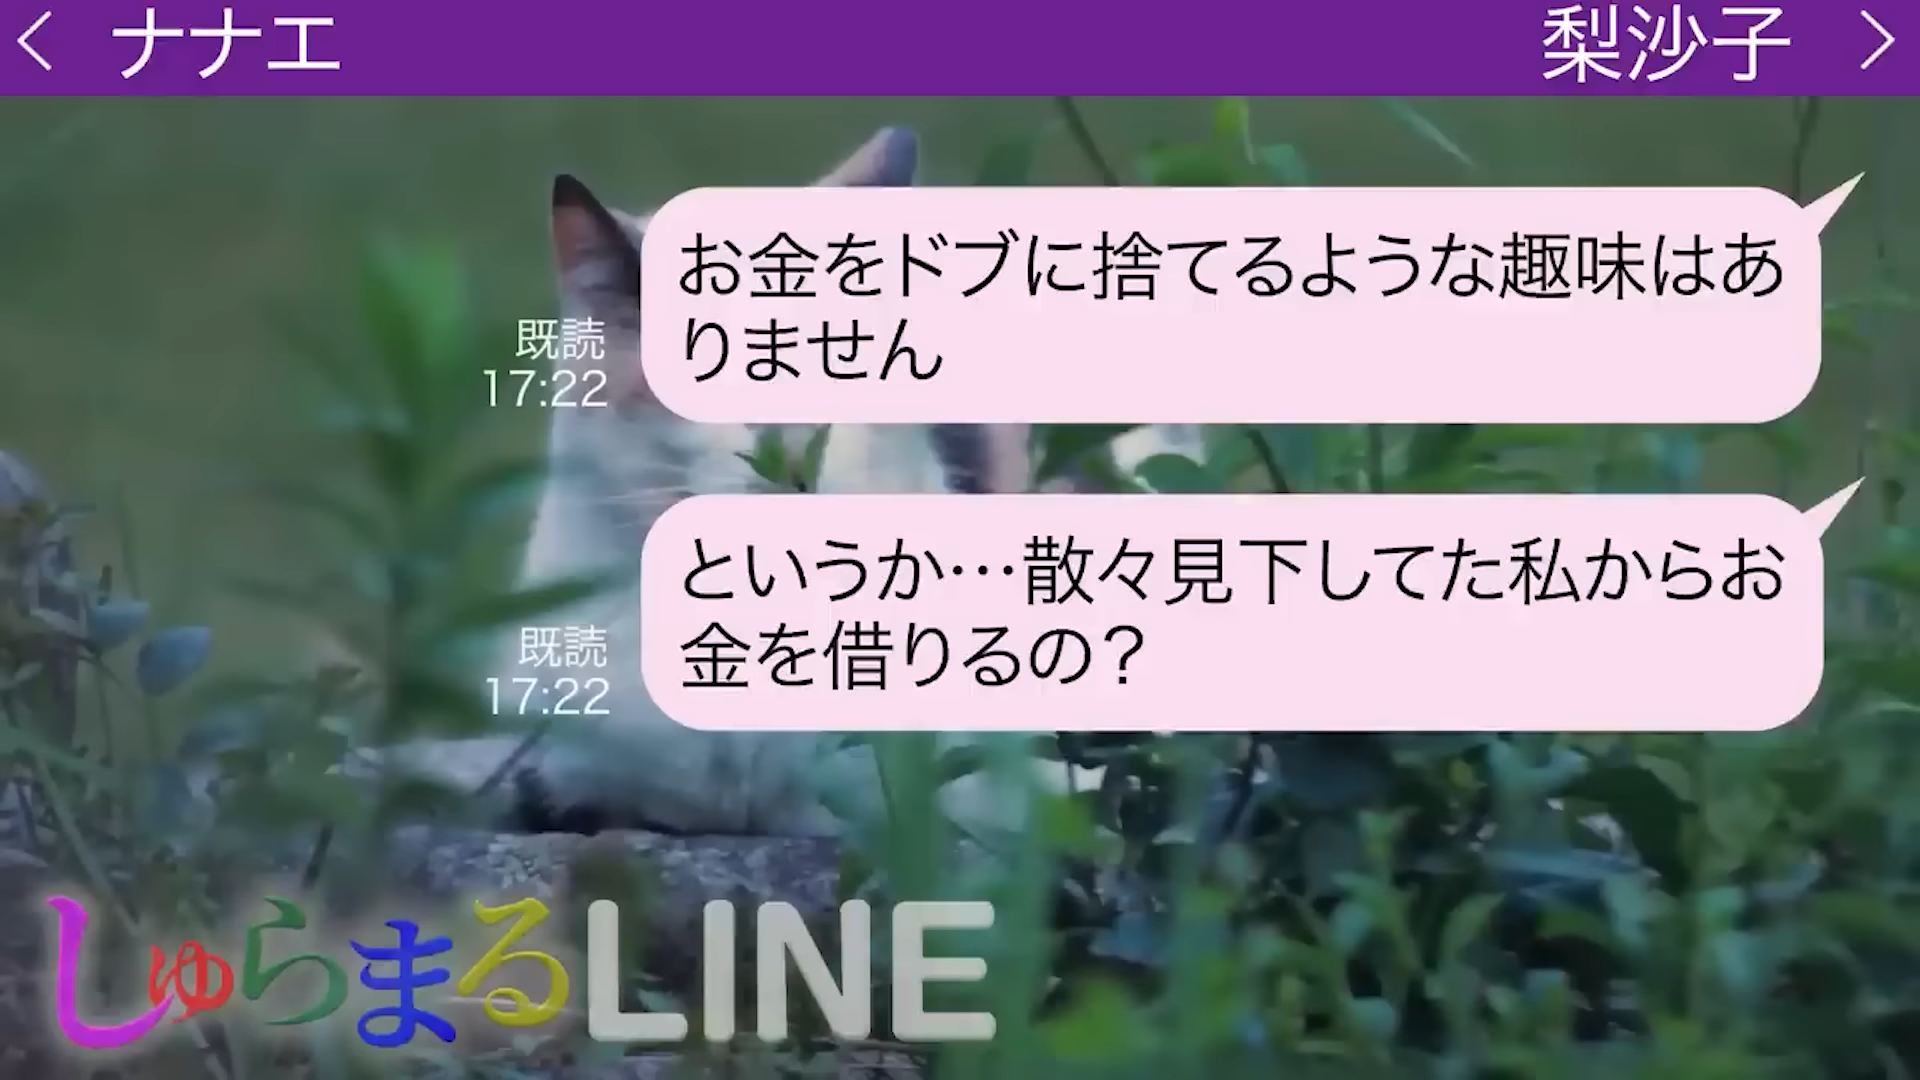 ナナエ
梨沙子
お金をドブに捨てるような趣味はあ
りません
既読
17:22
というか…散々見下してた私からお
金を借りるの？
既読
17:22
しゅらまるLINE